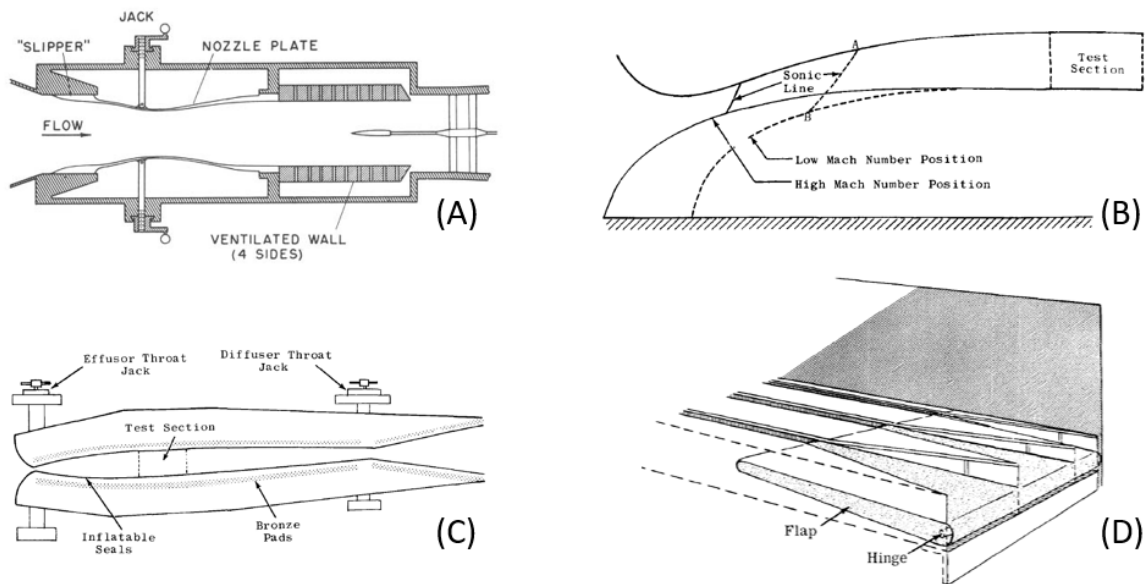 JACK
"SLIPPER"
NOZZLE PLATE
FLOW
VENTILATED WALL
(4 SIDES)
(A)
A
Sonic
Line
Test
Section
B
Low Mach Number Position
High Mach Number Position
(B)
Effusor Throat
Jack
Diffuser Throat
Jack
Test Section
Inflatable
Seals
Bronze
Pads
(C)
Flap
Hinge
(D)